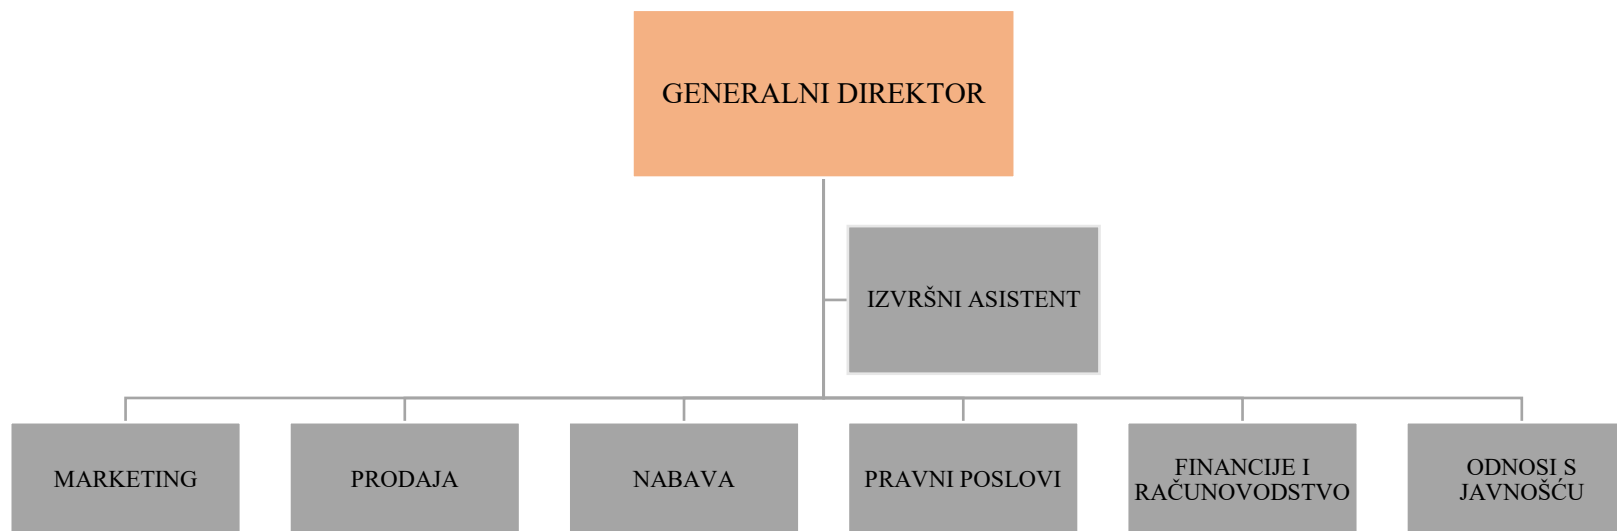 GENERALNI DIREKTOR
IZVRŠNI ASISTENT
MARKETING
PRODAJA
NABAVA
PRAVNI POSLOVI
FINANCIJE I
RAČUNOVODSTVO
ODNOSI S
JAVNOŠĆU